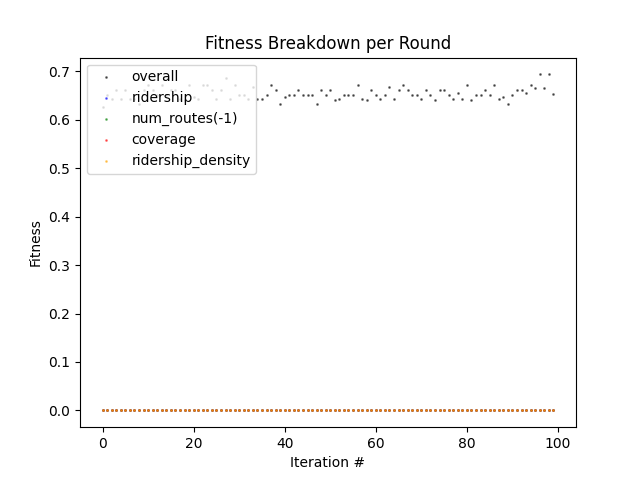 Fitness Breakdown per Round
overall
ridership
num_routes(-1)
coverage
ridership_density
0.7
0.6
0.5
0.4
0.3
0.2
0.1
0.0
Fitness
0 20 40 60 80 100
Iteration #